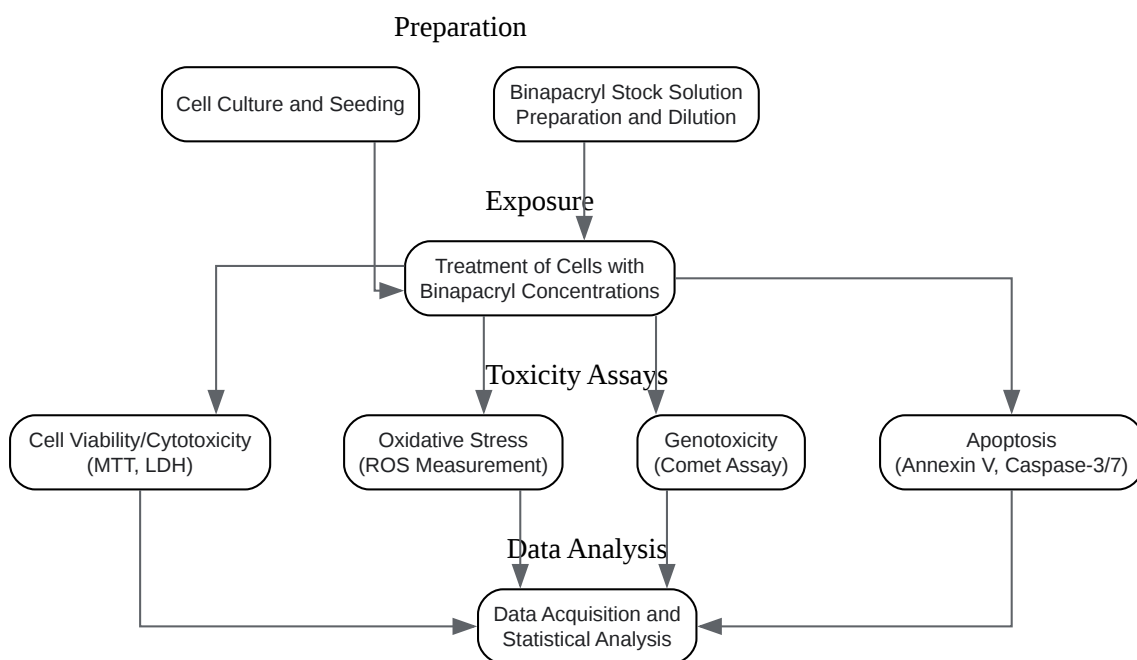 Preparation
Cell Culture and Seeding
Binapacryl Stock Solution
Preparation and Dilution
Exposure
Treatment of Cells with
Binapacryl Concentrations
Toxicity Assays
Cell Viability/Cytotoxicity
(MTT, LDH)
Oxidative Stress
(ROS Measurement)
Genotoxicity
(Comet Assay)
Apoptosis
(Annexin V, Caspase-3/7)
Data Analysis
Data Acquisition and
Statistical Analysis